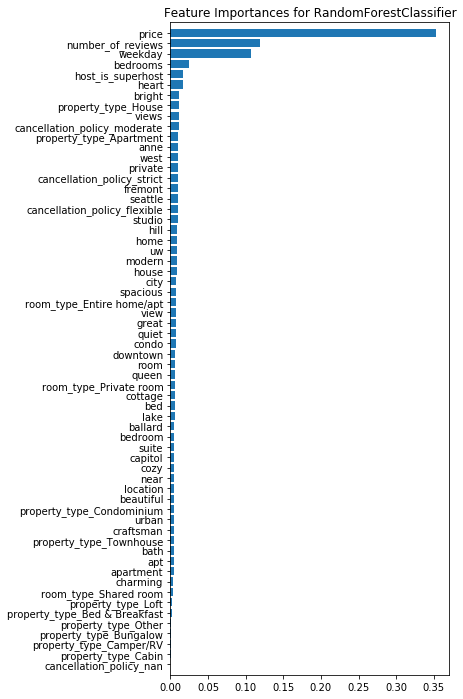 Feature Importances for RandomForestClassifier
price
number_of_reviews
weekday
bedrooms
host_is_superhost
heart
bright
property_type_House
views
cancellation_policy_moderate
property_type_Apartment
anne
west
private
cancellation_policy_strict
fremont
seattle
cancellation_policy_flexible
studio
hill
home
uw
modern
house
city
spacious
room_type_Entire home/apt
view
great
quiet
condo
downtown
room
queen
room_type_Private room
cottage
bed
lake
ballard
bedroom
suite
capitol
cozy
near
location
beautiful
property_type_Condominium
urban
craftsman
property_type_Townhouse
bath
apt
apartment
charming
room_type_Shared room
property_type_Loft
property_type_Bed & Breakfast
property_type_Other
property_type_Bungalow
property_type_Camper/RV
property_type_Cabin
cancellation_policy_nan
0.00 0.05 0.10 0.15 0.20 0.25 0.30 0.35